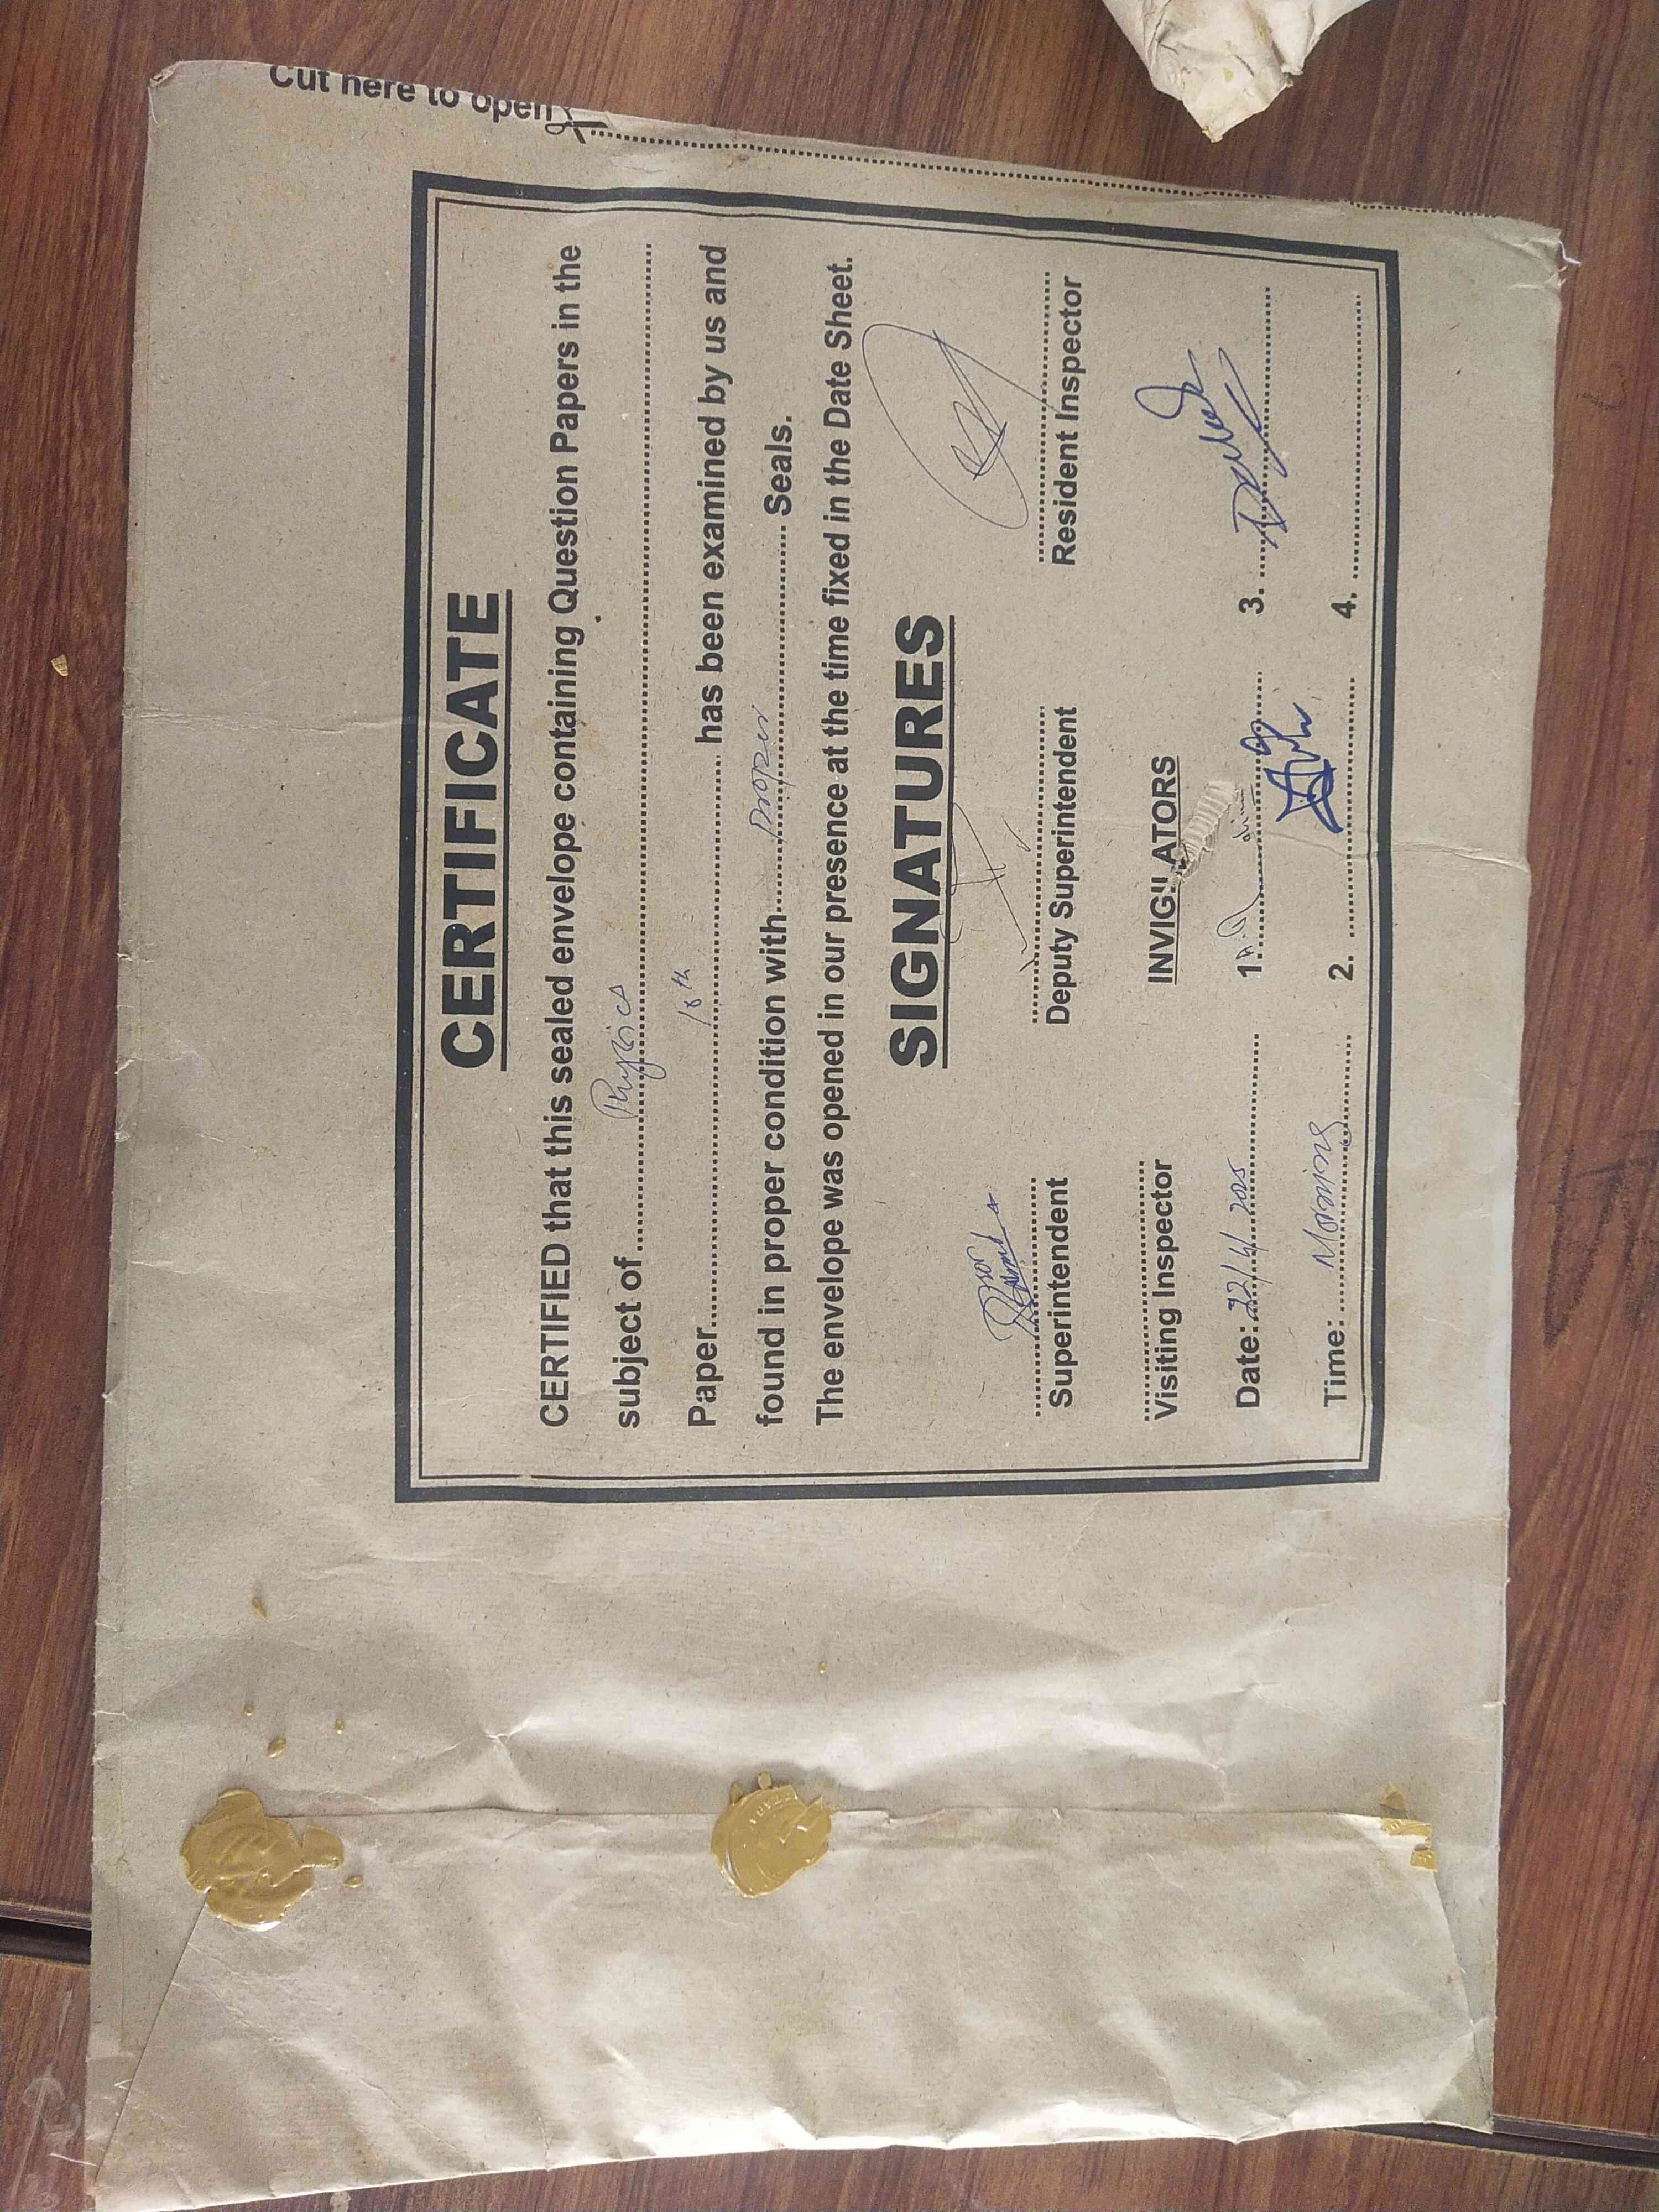 Cut here to open
CERTIFICATE
CERTIFIED that this sealed envelope containing Question Papers in the
subject of Physics
Paper 10th has been examined by us and
found in proper condition with proper Seals.
The envelope was opened in our presence at the time fixed in the Date Sheet.
SIGNATURES
Superintendent Deputy Superintendent Resident Inspector
Visiting Inspector INVIGILATORS
Date: 22/4/2025 1. 3.
Time: Morning 2. 4.